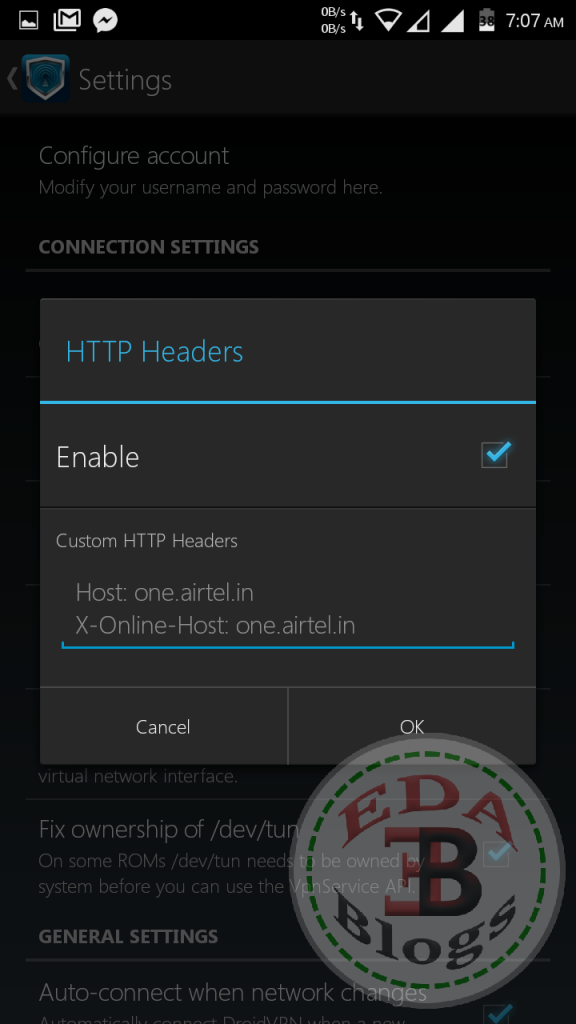 0B/s
0B/s
38
7:07 AM
Settings
Configure account
Modify your username and password here.
CONNECTION SETTINGS
HTTP Headers
Enable
Custom HTTP Headers
Host: one.airtel.in
X-Online-Host: one.airtel.in
Cancel
OK
virtual network interface.
Fix ownership of /dev/tun
On some ROMs /dev/tun needs to be owned by
system before you can use the VpnService API.
EDA
EB
Blogs
GENERAL SETTINGS
Auto-connect when network changes
Automatically connect DroidVPN when a new